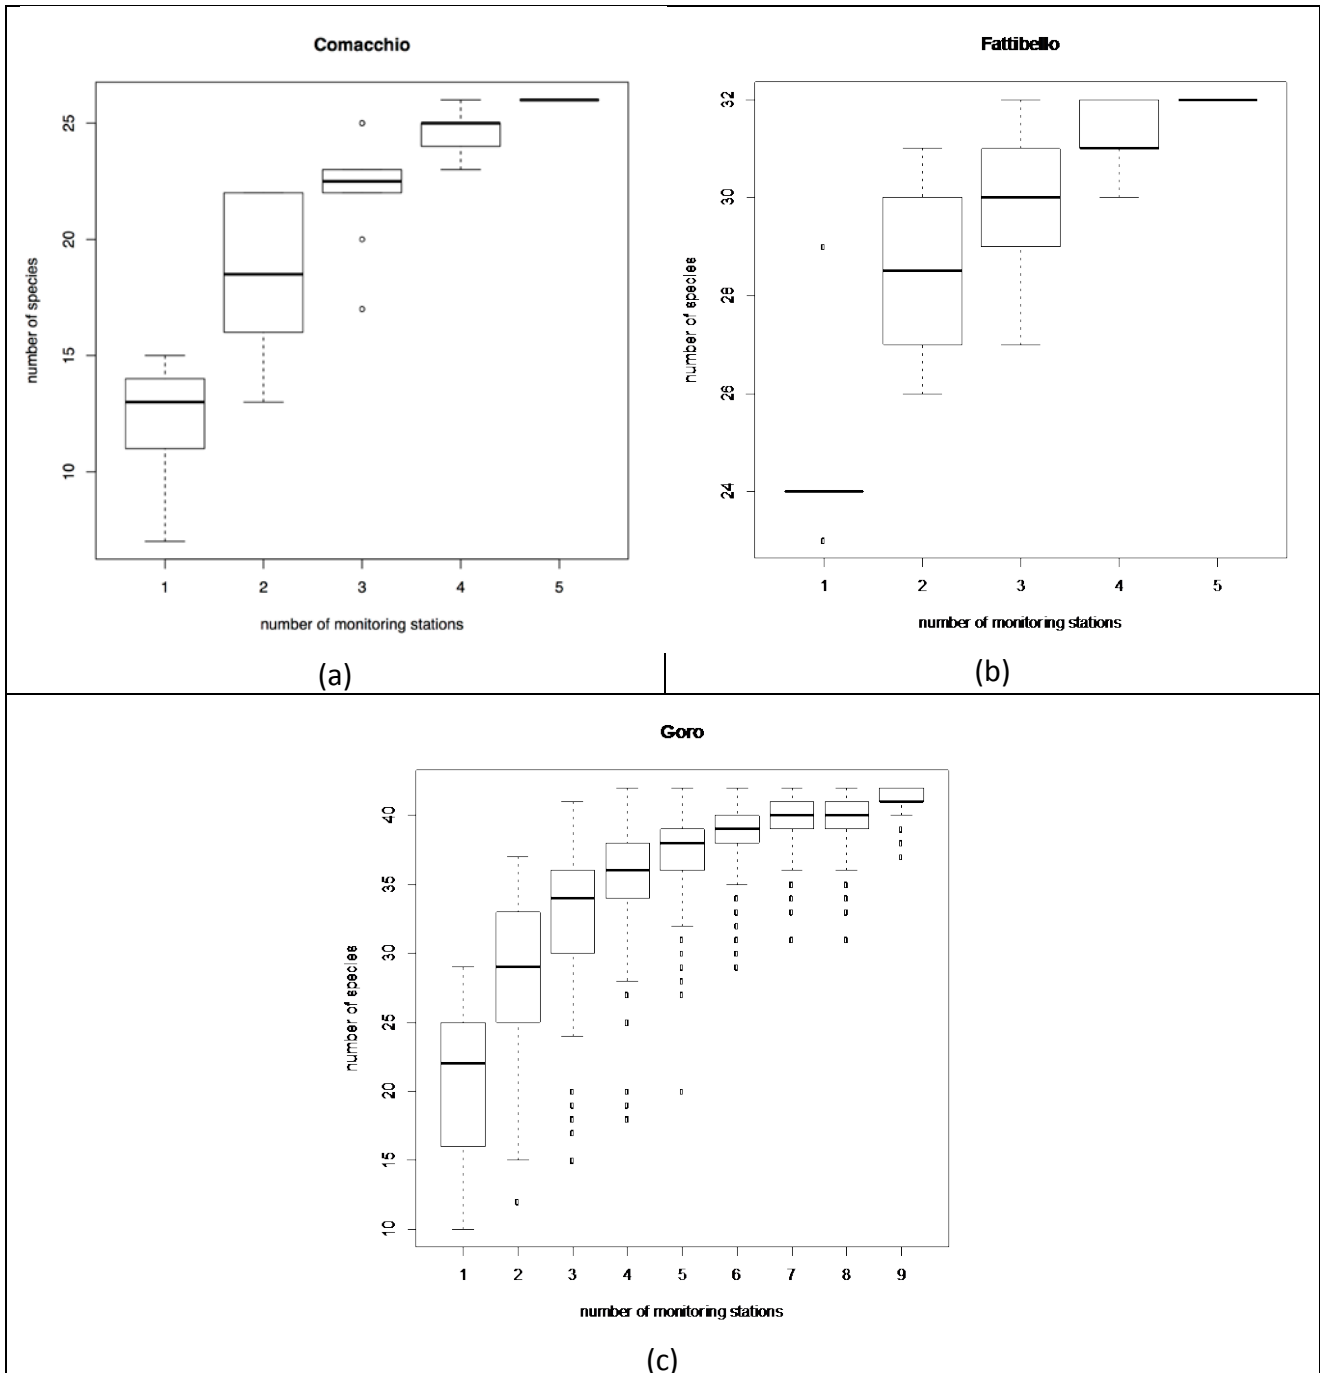 Comacchio
25
20
15
10
number of species
1 2 3 4 5
number of monitoring stations
(a)
Fattibello
32
30
28
26
24
number of species
1 2 3 4 5
number of monitoring stations
(b)
Goro
40
35
30
25
20
15
10
number of species
1 2 3 4 5 6 7 8 9
number of monitoring stations
(c)